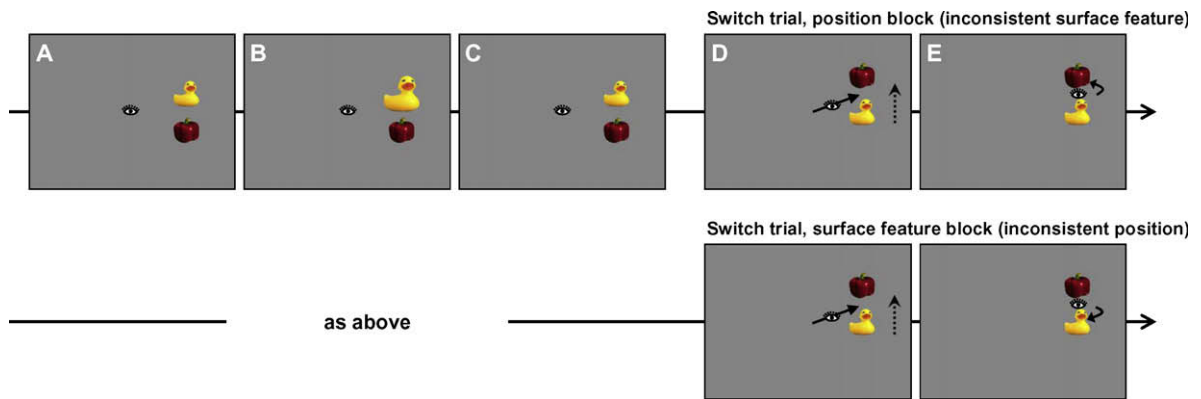 Switch trial, position block (inconsistent surface feature)
A
B
C
D
E
Switch trial, surface feature block (inconsistent position)
as above